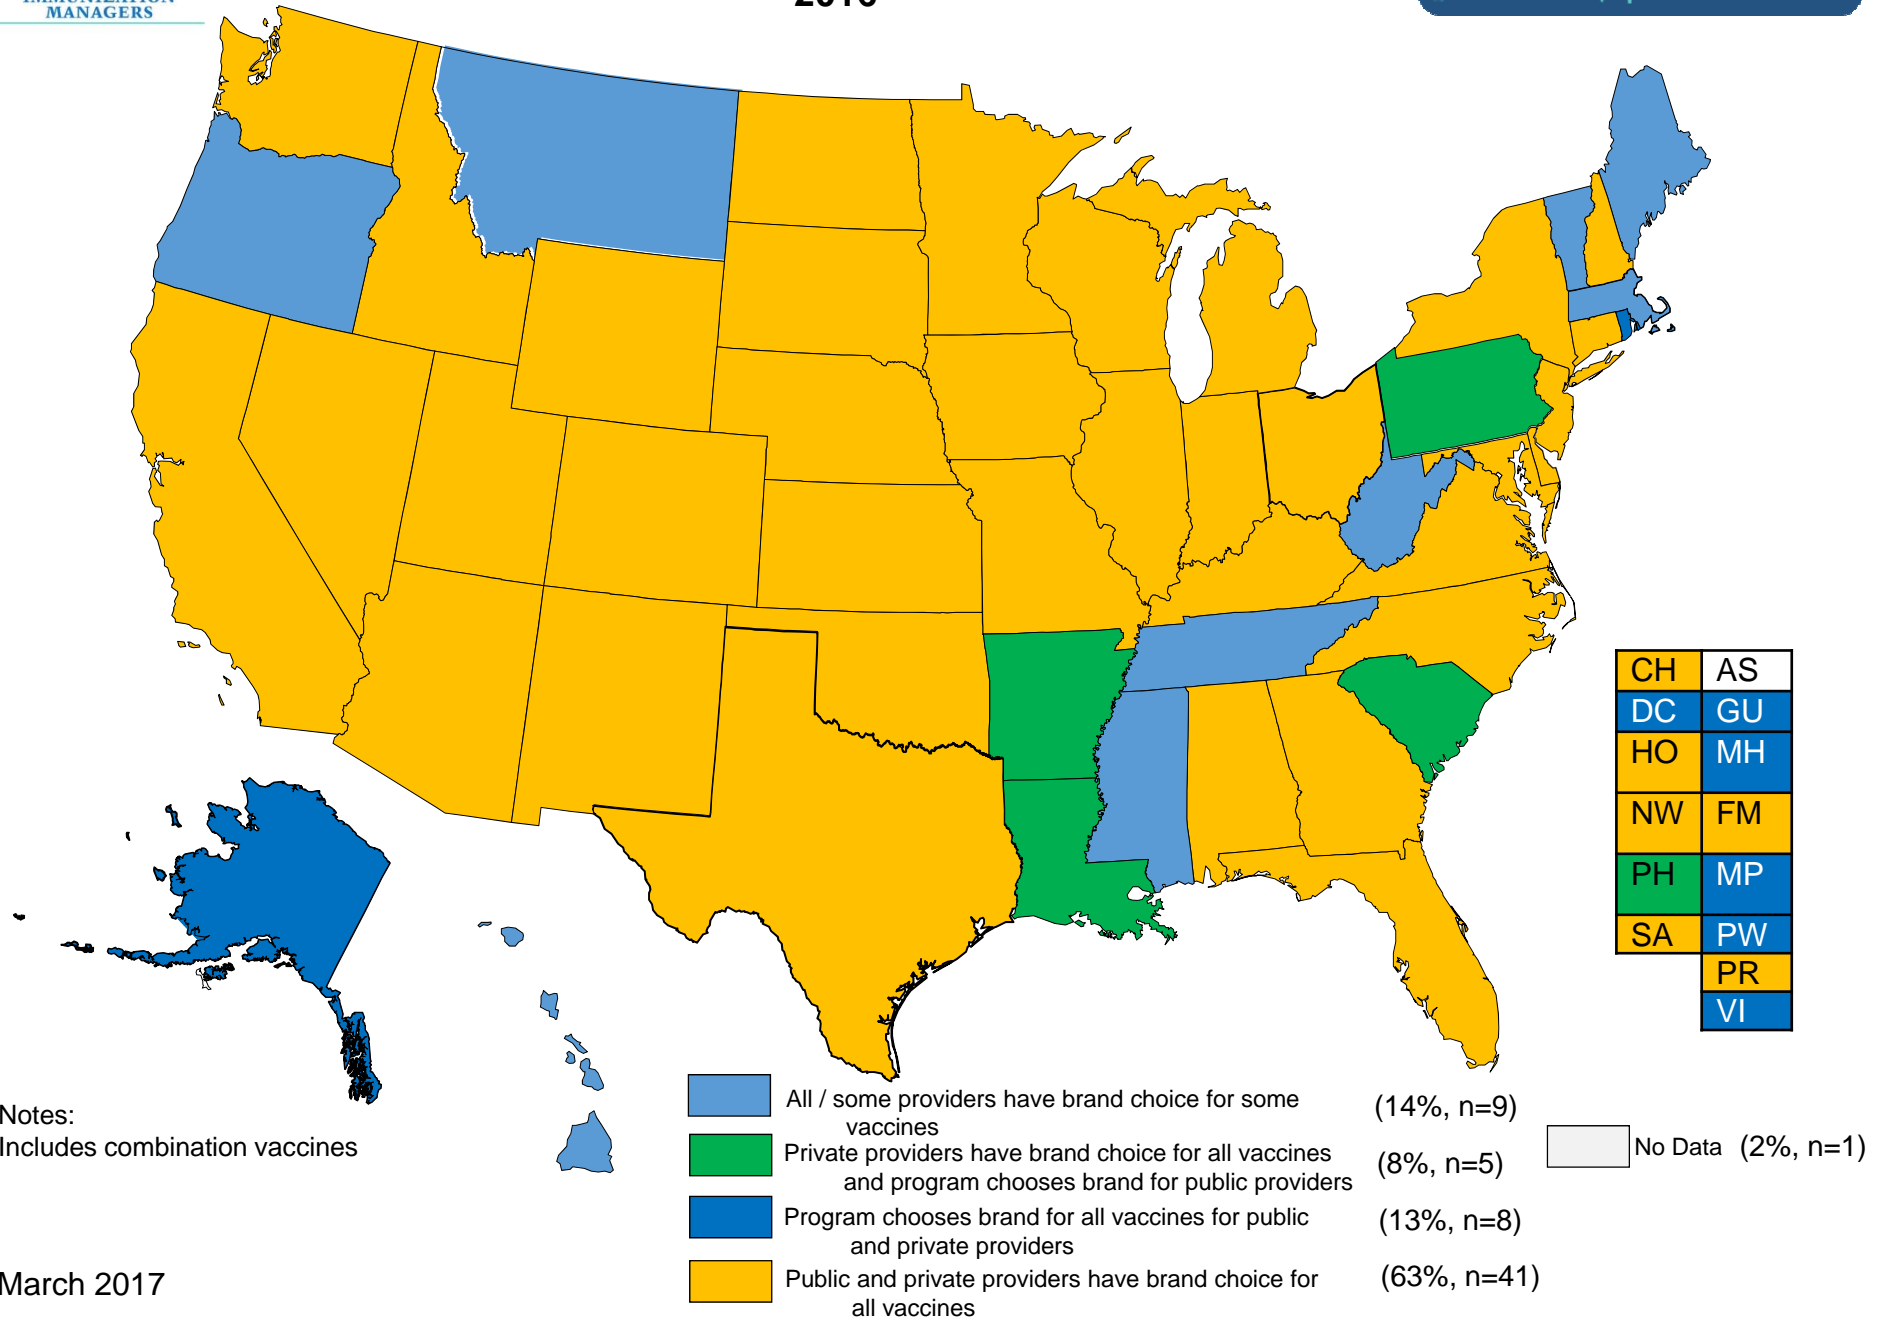 MANAGERS
CH AS
DC GU
HO MH
NW FM
PH MP
SA PW
PR
VI
All / some providers have brand choice for some
vaccines
(14%, n=9)
Private providers have brand choice for all vaccines
and program chooses brand for public providers
(8%, n=5)
No Data (2%, n=1)
Program chooses brand for all vaccines for public
and private providers
(13%, n=8)
Public and private providers have brand choice for
all vaccines
(63%, n=41)
Notes:
Includes combination vaccines
March 2017